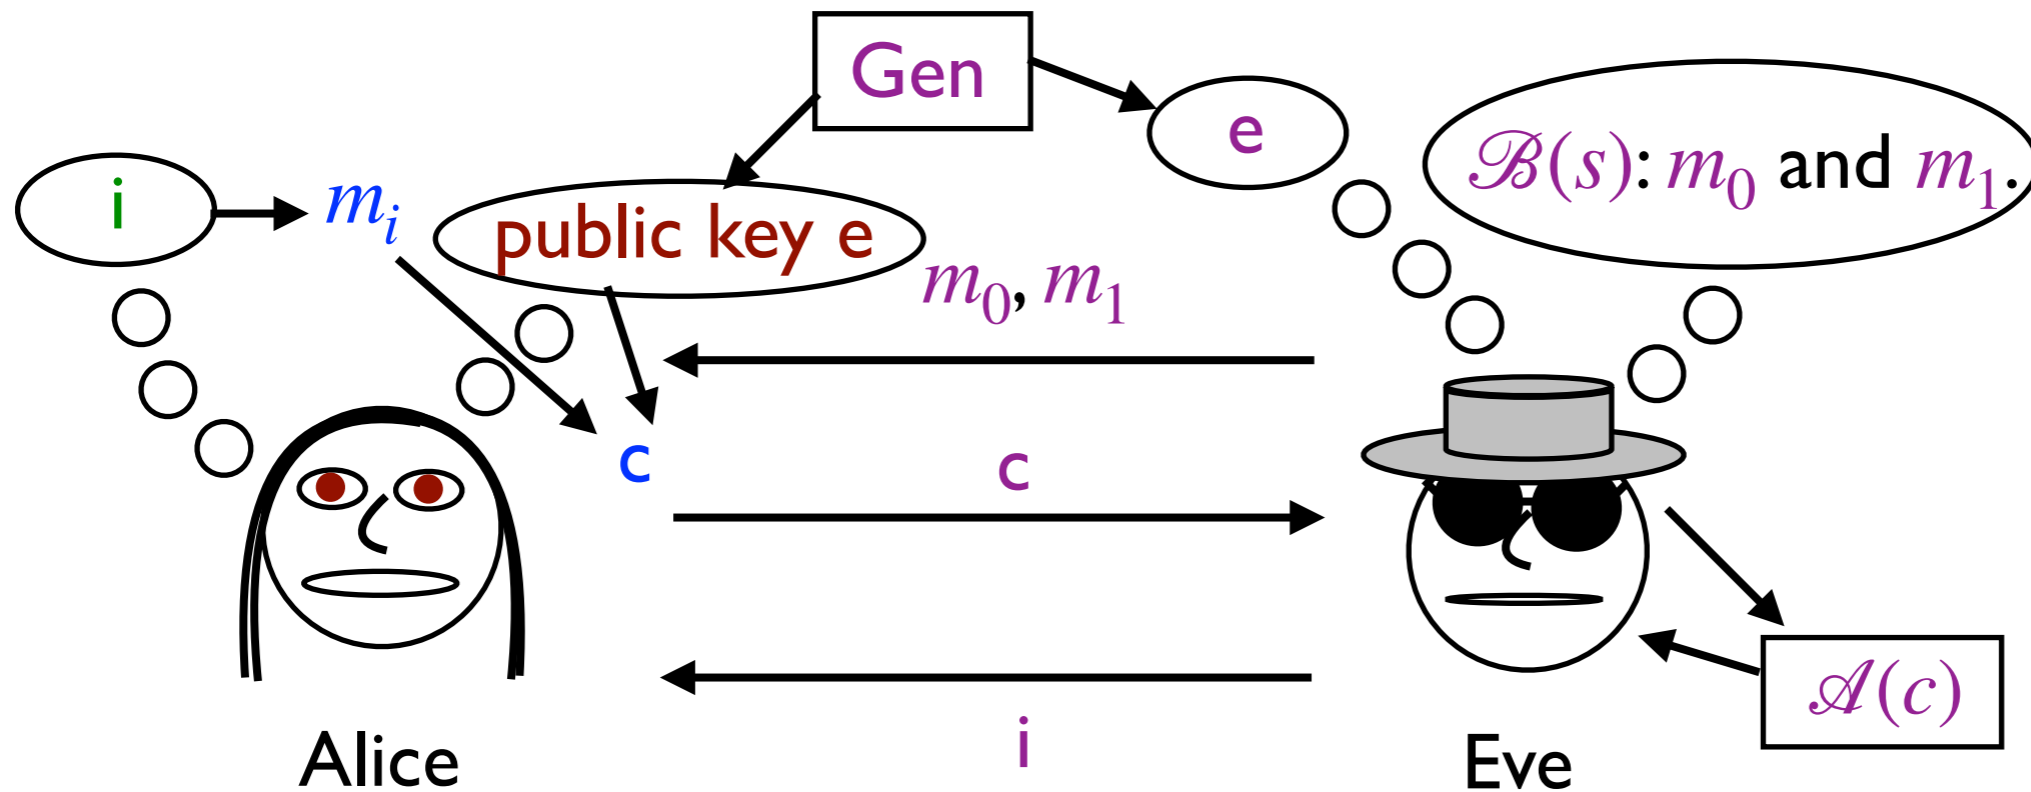 Gen
e
ℬ(s): m₀ and m₁.
i
mᵢ
public key e
m₀, m₁
c
c
𝒜(c)
i
Alice
Eve